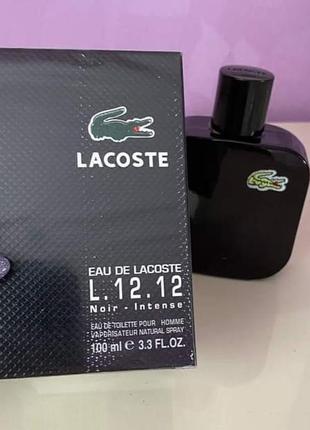 LACOSTE
EAU DE LACOSTE
L.12.12
Noir - Intense
EAU DE TOILETTE POUR HOMME
VAPORISATEUR NATURAL SPRAY
100 ml e 3.3 FL.OZ.
LACOSTE